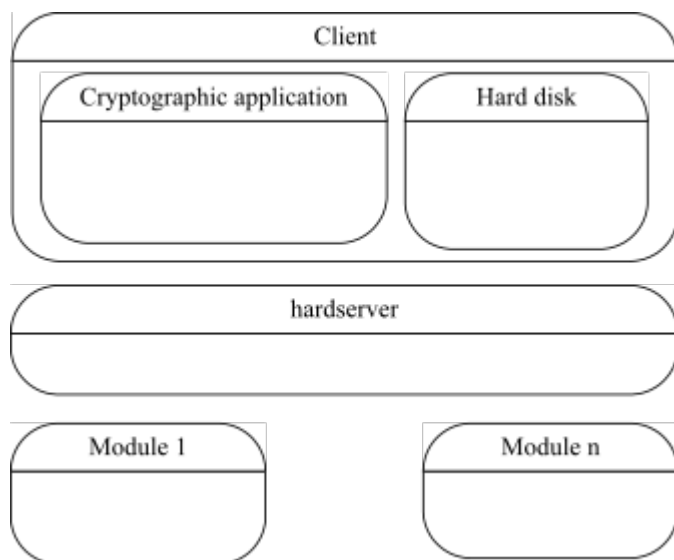 Client
Cryptographic application
Hard disk
hardserver
Module 1
Module n